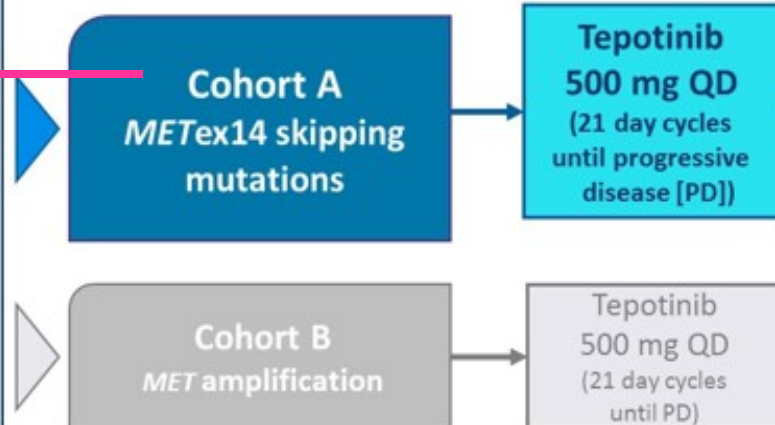 Cohort A
METex14 skipping
mutations
Tepotinib
500 mg QD
(21 day cycles
until progressive
disease [PD])
Cohort B
MET amplification
Tepotinib
500 mg QD
(21 day cycles
until PD)